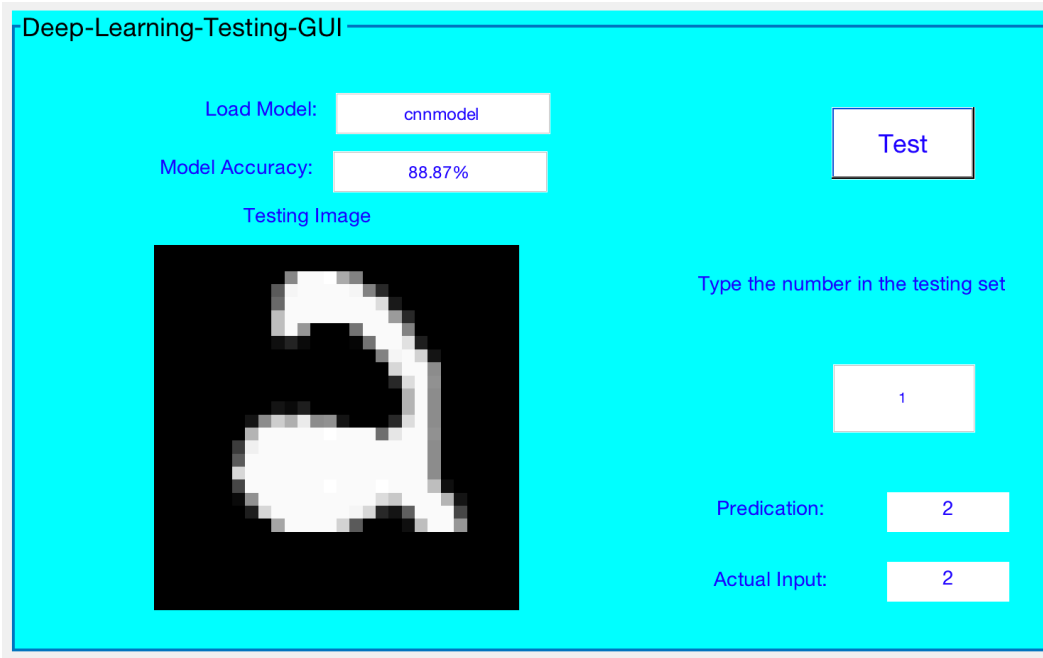 Deep-Learning-Testing-GUI
Load Model: cnnmodel
Test
Model Accuracy: 88.87%
Testing Image
Type the number in the testing set
1
Predication: 2
Actual Input: 2